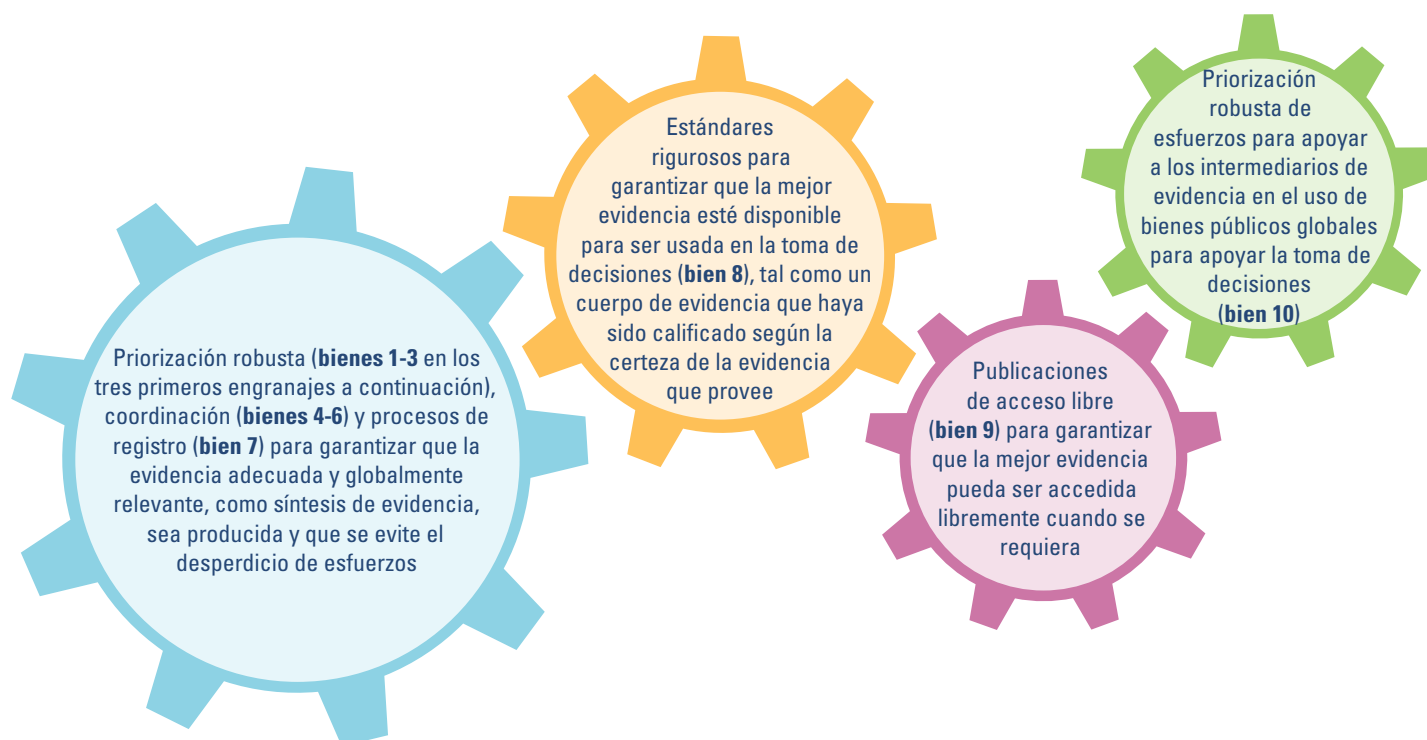 Priorización robusta (bienes 1-3 en los
tres primeros engranajes a continuación),
coordinación (bienes 4-6) y procesos de
registro (bien 7) para garantizar que la
evidencia adecuada y globalmente
relevante, como síntesis de evidencia,
sea producida y que se evite el
desperdicio de esfuerzos
Estándares
rigurosos para
garantizar que la mejor
evidencia esté disponible
para ser usada en la toma de
decisiones (bien 8), tal como un
cuerpo de evidencia que haya
sido calificado según la
certeza de la evidencia
que provee
Publicaciones
de acceso libre
(bien 9) para garantizar
que la mejor evidencia
pueda ser accedida
libremente cuando se
requiera
Priorización
robusta de
esfuerzos para apoyar
a los intermediarios de
evidencia en el uso de
bienes públicos globales
para apoyar la toma de
decisiones
(bien 10)